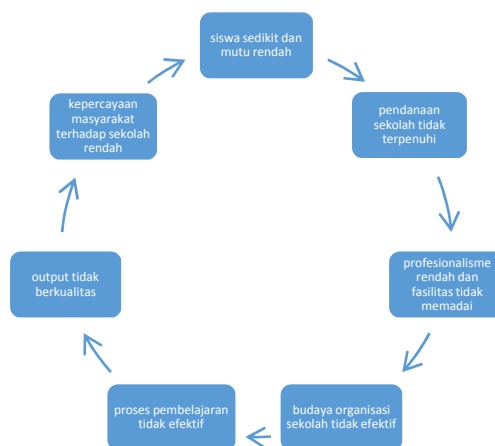 siswa sedikit dan
mutu rendah
pendanaan
sekolah tidak
terpenuhi
profesionalisme
rendah dan
fasilitas tidak
memadai
budaya organisasi
sekolah tidak efektif
proses pembelajaran
tidak efektif
output tidak
berkualitas
kepercayaan
masyarakat
terhadap sekolah
rendah